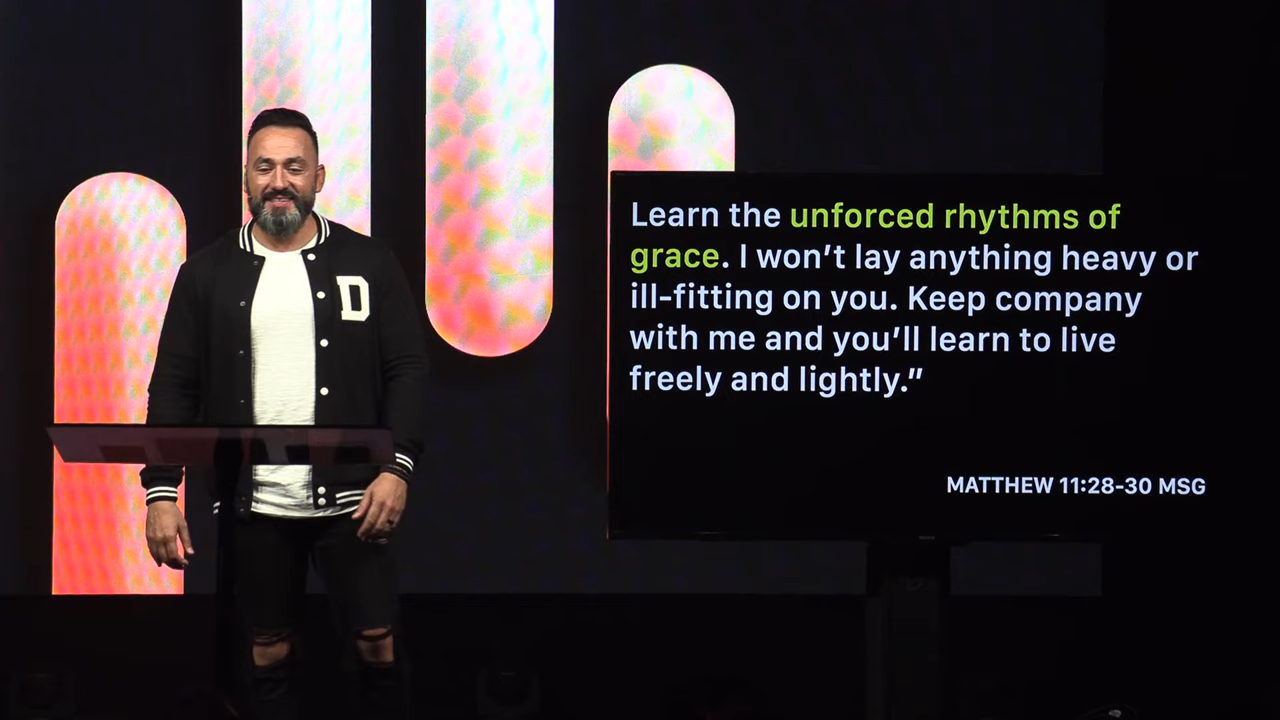 D
Learn the unforced rhythms of
grace. I won’t lay anything heavy or
ill-fitting on you. Keep company
with me and you’ll learn to live
freely and lightly.”
MATTHEW 11:28-30 MSG